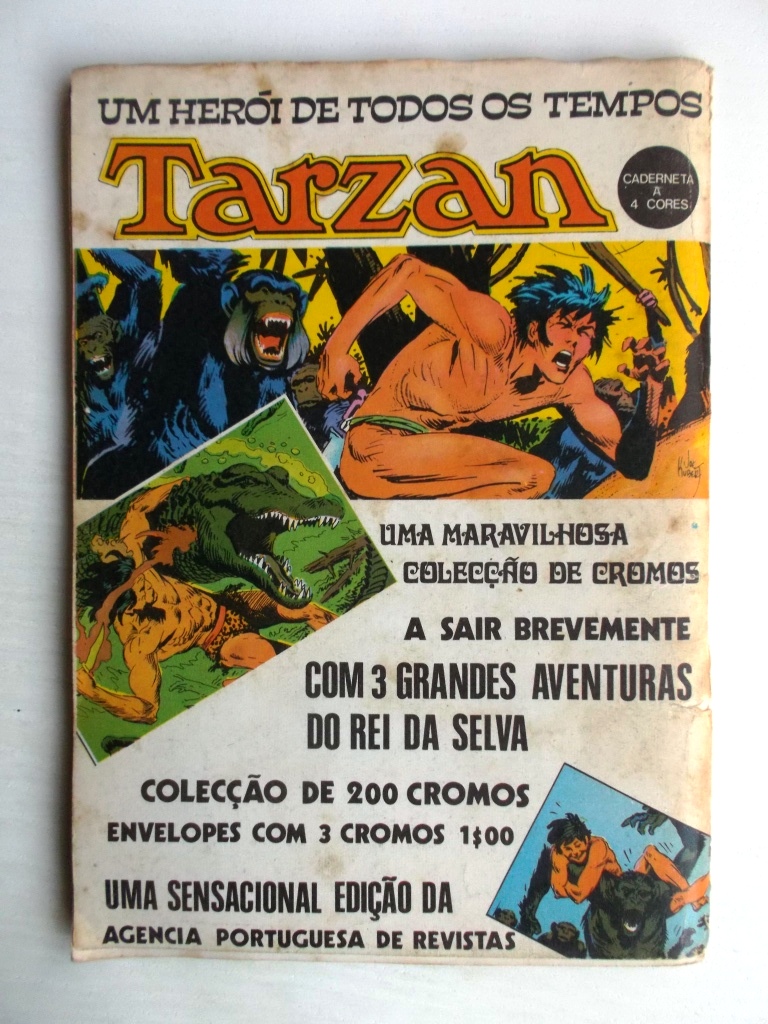 UM HERÓI DE TODOS OS TEMPOS
Tarzan
CADERNETA
A
4 CORES
JOE
KUBERT
UMA MARAVILHOSA
COLECÇÃO DE CROMOS
A SAIR BREVEMENTE
COM 3 GRANDES AVENTURAS
DO REI DA SELVA
COLECÇÃO DE 200 CROMOS
ENVELOPES COM 3 CROMOS 1$00
UMA SENSACIONAL EDIÇÃO DA
AGENCIA PORTUGUESA DE REVISTAS